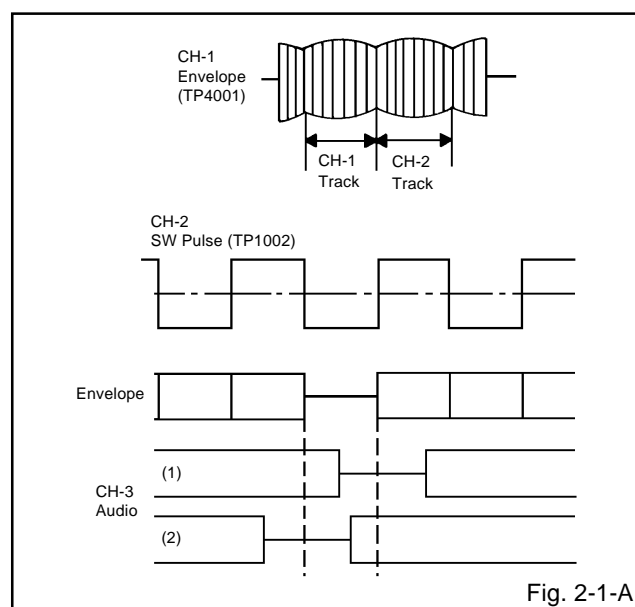 CH-1
Envelope
(TP4001)
CH-1
Track
CH-2
Track
CH-2
SW Pulse (TP1002)
Envelope
(1)
CH-3
Audio
(2)
Fig. 2-1-A